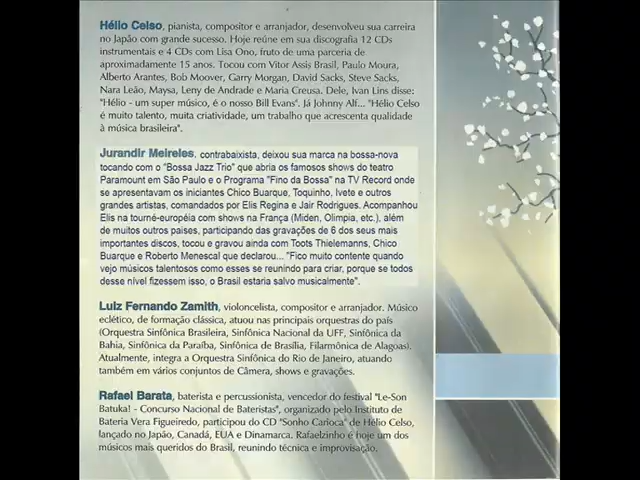 Hélio Celso, pianista, compositor e arranjador, desenvolveu sua carreira
no Japão com grande sucesso. Hoje reúne em sua discografia 12 CDs
instrumentais e 4 CDs com Lisa Ono, fruto de uma parceria de
aproximadamente 15 anos. Tocou com Vitor Assis Brasil, Paulo Moura,
Alberto Arantes, Bob Moover, Garry Morgan, David Sacks, Steve Sacks,
Nara Leão, Maysa, Leny de Andrade e Maria Creusa. Dele, Ivan Lins disse:
"Hélio - um super músico, é o nosso Bill Evans". Já Johnny Alf... "Hélio Celso
é muito talento, muita criatividade, um trabalho que acrescenta qualidade
à música brasileira".
Jurandir Meireles, contrabaixista, deixou sua marca na bossa-nova
tocando com o "Bossa Jazz Trio" que abria os famosos shows do teatro
Paramount em São Paulo e o Programa "Fino da Bossa" na TV Record onde
se apresentavam os iniciantes Chico Buarque, Toquinho, Ivete e outros
grandes artistas, comandados por Elis Regina e Jair Rodrigues. Acompanhou
Elis na tourné-européia com shows na França (Miden, Olimpia, etc.), além
de muitos outros paises, participando das gravações de 6 dos seus mais
importantes discos, tocou e gravou ainda com Toots Thielemanns, Chico
Buarque e Roberto Menescal que declarou... "Fico muito contente quando
vejo músicos talentosos como esses se reunindo para criar, porque se todos
desse nível fizessem isso, o Brasil estaria salvo musicalmente".
Luiz Fernando Zamith, violoncelista, compositor e arranjador. Músico
eclético, de formação clássica, atuou nas principais orquestras do país
(Orquestra Sinfônica Brasileira, Sinfônica Nacional da UFF, Sinfônica da
Bahia, Sinfônica da Paraíba, Sinfônica de Brasília, Filarmônica de Alagoas).
Atualmente, integra a Orquestra Sinfônica do Rio de Janeiro, atuando
também em vários conjuntos de Câmera, shows e gravações.
Rafael Barata, baterista e percussionista, vencedor do festival "Le-Son
Batuka! - Concurso Nacional de Bateristas", organizado pelo Instituto de
Bateria Vera Figueiredo, participou do CD "Sonho Carioca" de Hélio Celso,
lançado no Japão, Canadá, EUA e Dinamarca. Rafaelzinho é hoje um dos
músicos mais queridos do Brasil, reunindo técnica e improvisação.